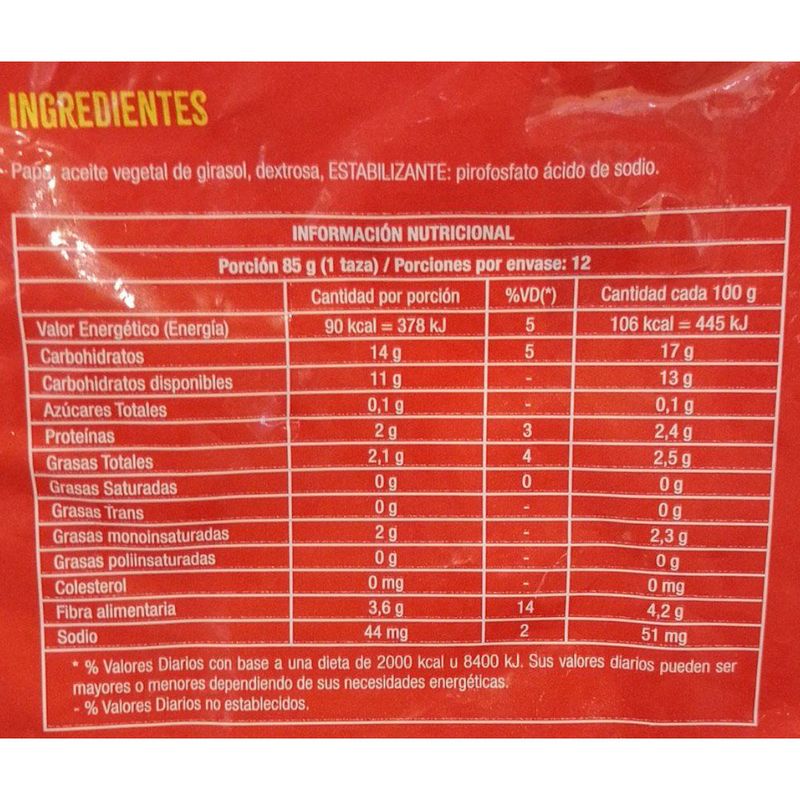 INGREDIENTES
Papa, aceite vegetal de girasol, dextrosa, ESTABILIZANTE: pirofosfato ácido de sodio.
INFORMACIÓN NUTRICIONAL
Porción 85 g (1 taza) / Porciones por envase: 12
Cantidad por porción %VD(*) Cantidad cada 100 g
Valor Energético (Energía) 90 kcal = 378 kJ 5 106 kcal = 445 kJ
Carbohidratos 14 g 5 17 g
Carbohidratos disponibles 11 g - 13 g
Azúcares Totales 0,1 g - 0,1 g
Proteínas 2 g 3 2,4 g
Grasas Totales 2,1 g 4 2,5 g
Grasas Saturadas 0 g 0 0 g
Grasas Trans 0 g - 0 g
Grasas monoinsaturadas 2 g - 2,3 g
Grasas poliinsaturadas 0 g - 0 g
Colesterol 0 mg - 0 mg
Fibra alimentaria 3,6 g 14 4,2 g
Sodio 44 mg 2 51 mg
* % Valores Diarios con base a una dieta de 2000 kcal u 8400 kJ. Sus valores diarios pueden ser
mayores o menores dependiendo de sus necesidades energéticas.
- % Valores Diarios no establecidos.